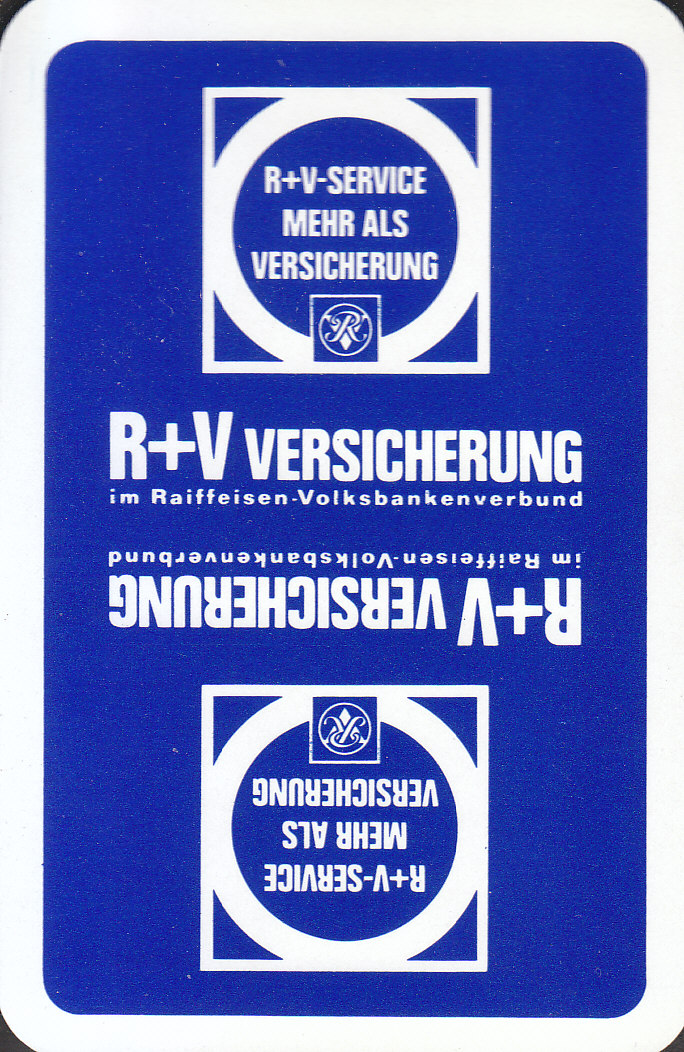 R+V-SERVICE
MEHR ALS
VERSICHERUNG
R
R+V VERSICHERUNG
im Raiffeisen-Volksbankenverbund
R+V VERSICHERUNG
im Raiffeisen-Volksbankenverbund
R+V-SERVICE
MEHR ALS
VERSICHERUNG
R